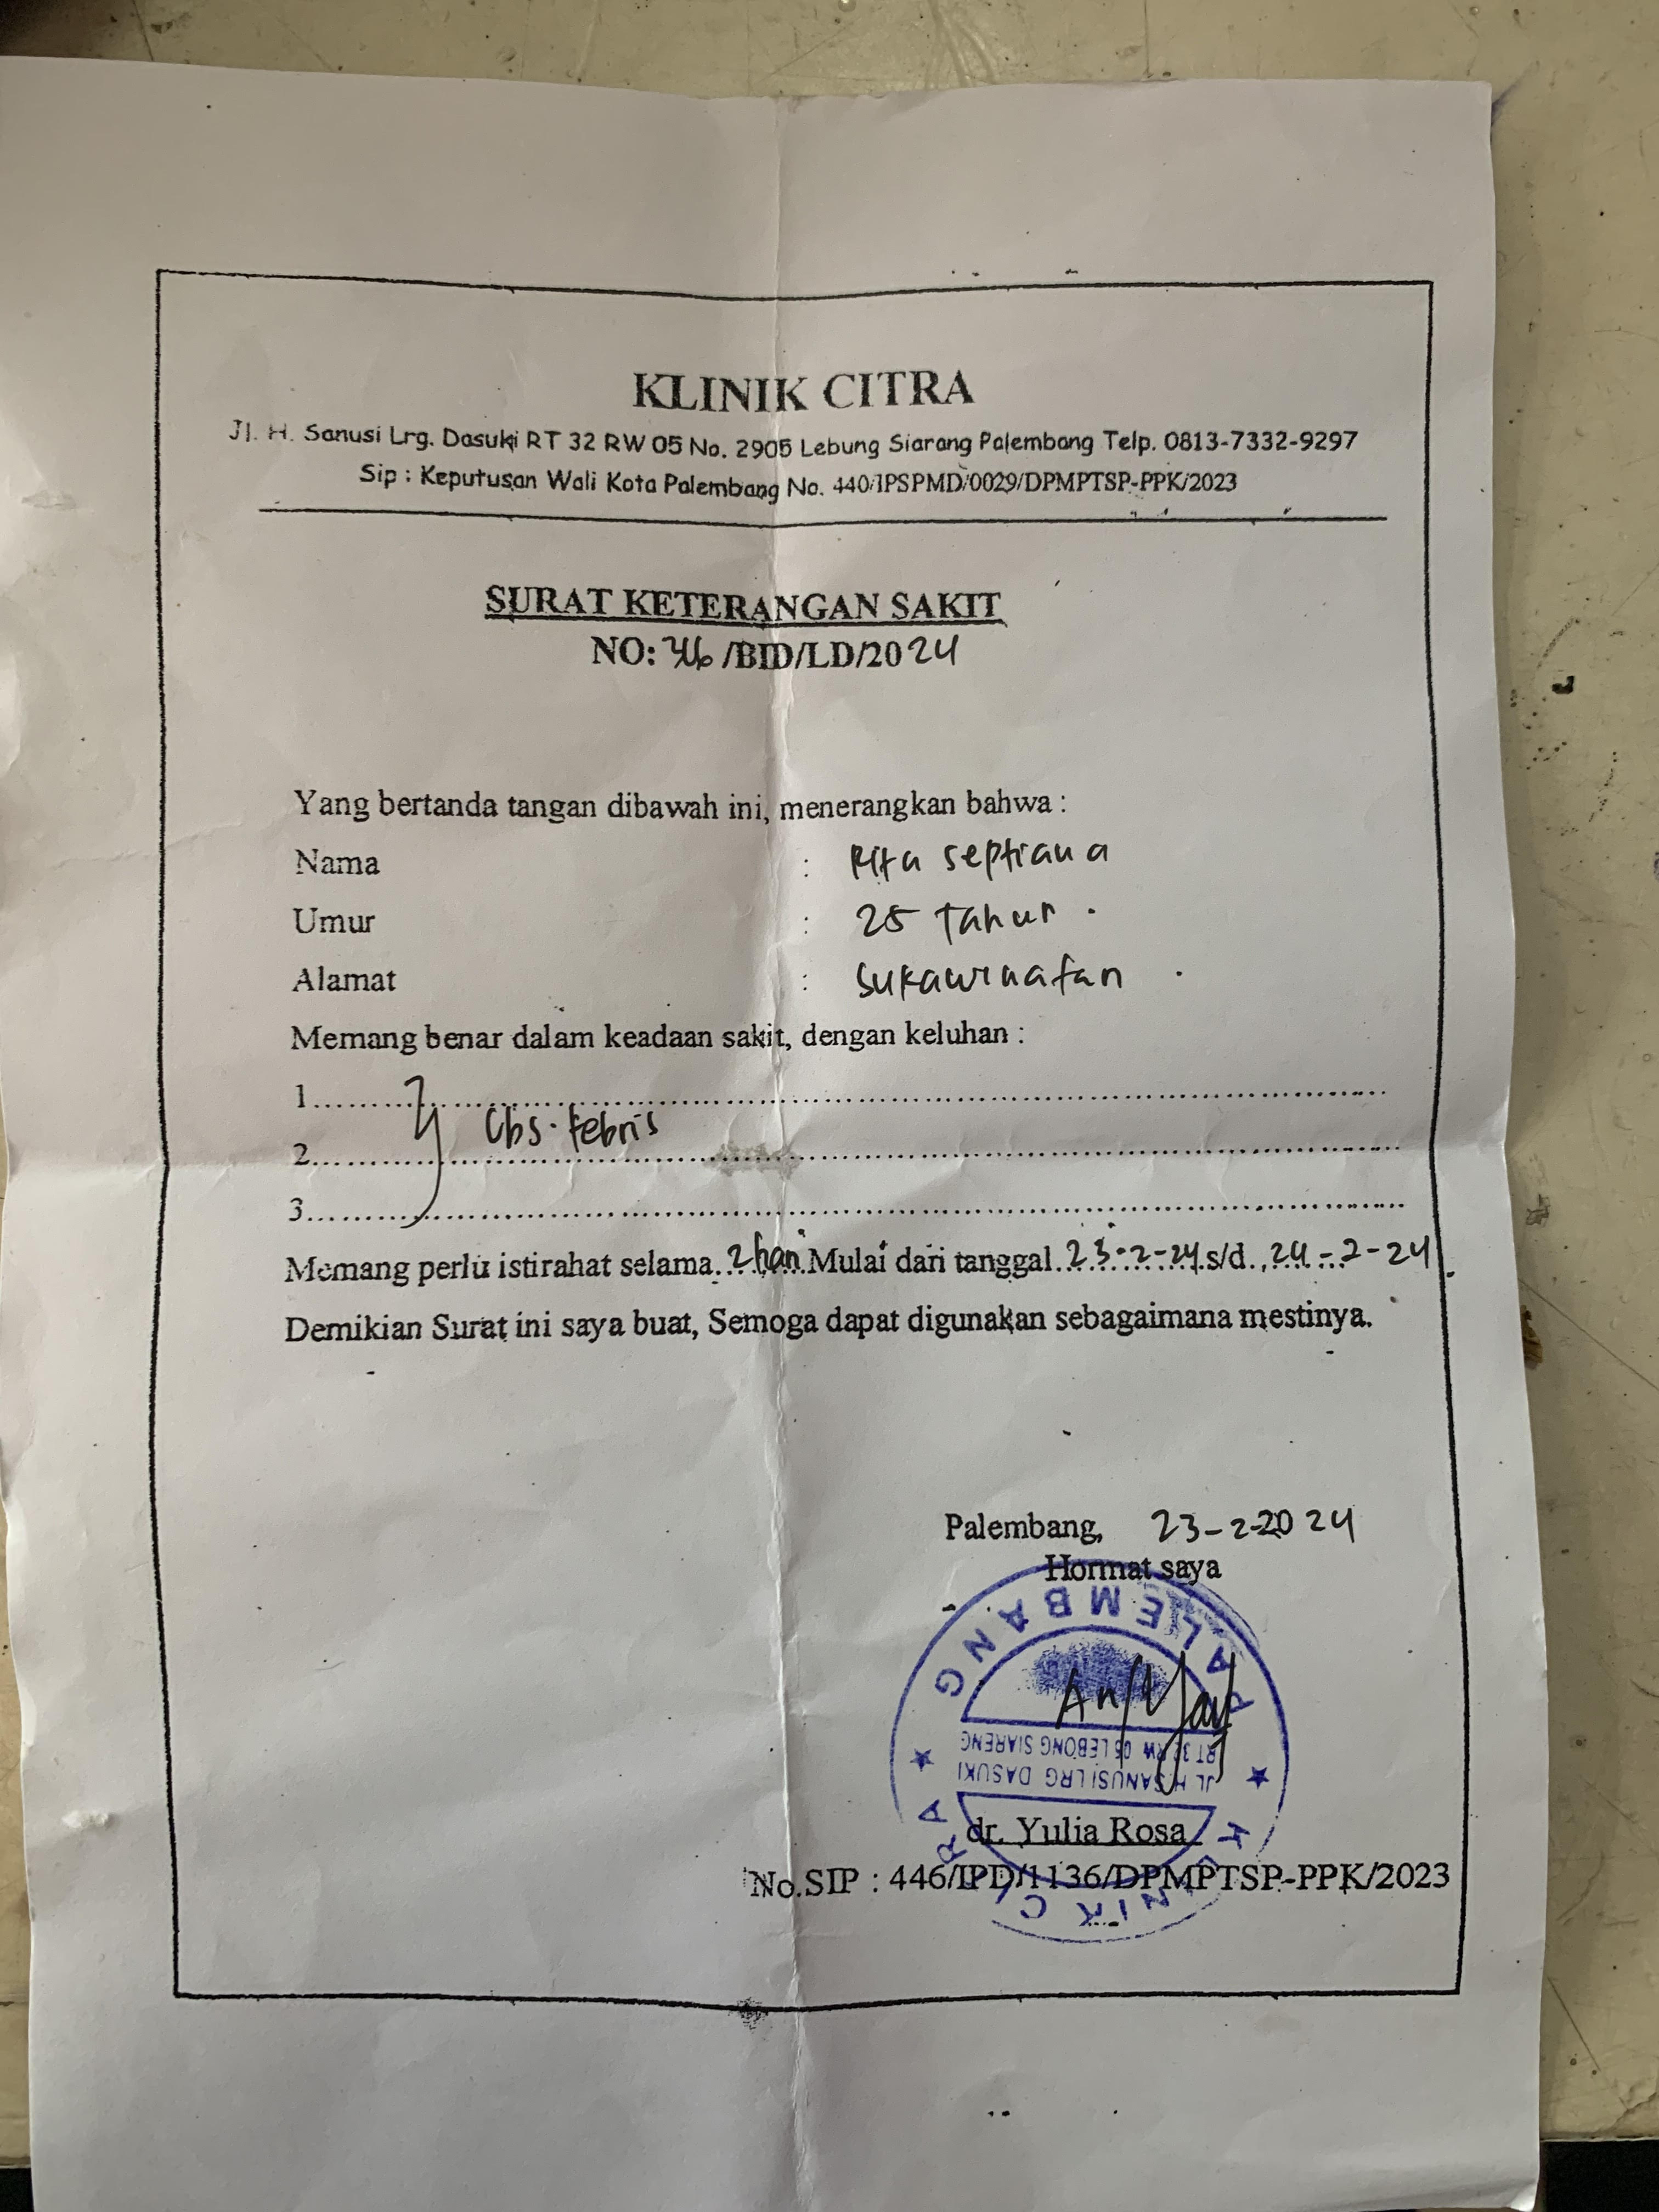 KLINIK CITRA
Jl. H. Sanusi Lrg. Dasuki RT 32 RW 05 No. 2905 Lebung Siarang Palembang Telp. 0813-7332-9297
Sip : Keputusan Wali Kota Palembang No. 440/IPSPMD/0029/DPMPTSP-PPK/2023
SURAT KETERANGAN SAKIT
NO: /BID/LD/2024
Yang bertanda tangan dibawah ini, menerangkan bahwa :
Nama : Rita Septiana
Umur : 25 Tahun.
Alamat : Sukawinatan.
Memang benar dalam keadaan sakit, dengan keluhan :
1
Obs. febris
2
3
Memang perlu istirahat selama 2 hari Mulai dari tanggal 23-2-24 s/d. 24-2-24
Demikian Surat ini saya buat, Semoga dapat digunakan sebagaimana mestinya.
Palembang, 23-2-2024
Hormat saya
PALEMBANG
RT 32 RW 05 LEBONG SIARENG
JL H SANUSI LRG DASUKI
KLINIK CITRA
dr. Yulia Rosa
No.SIP : 446/IPD/1136/DPMPTSP-PPK/2023